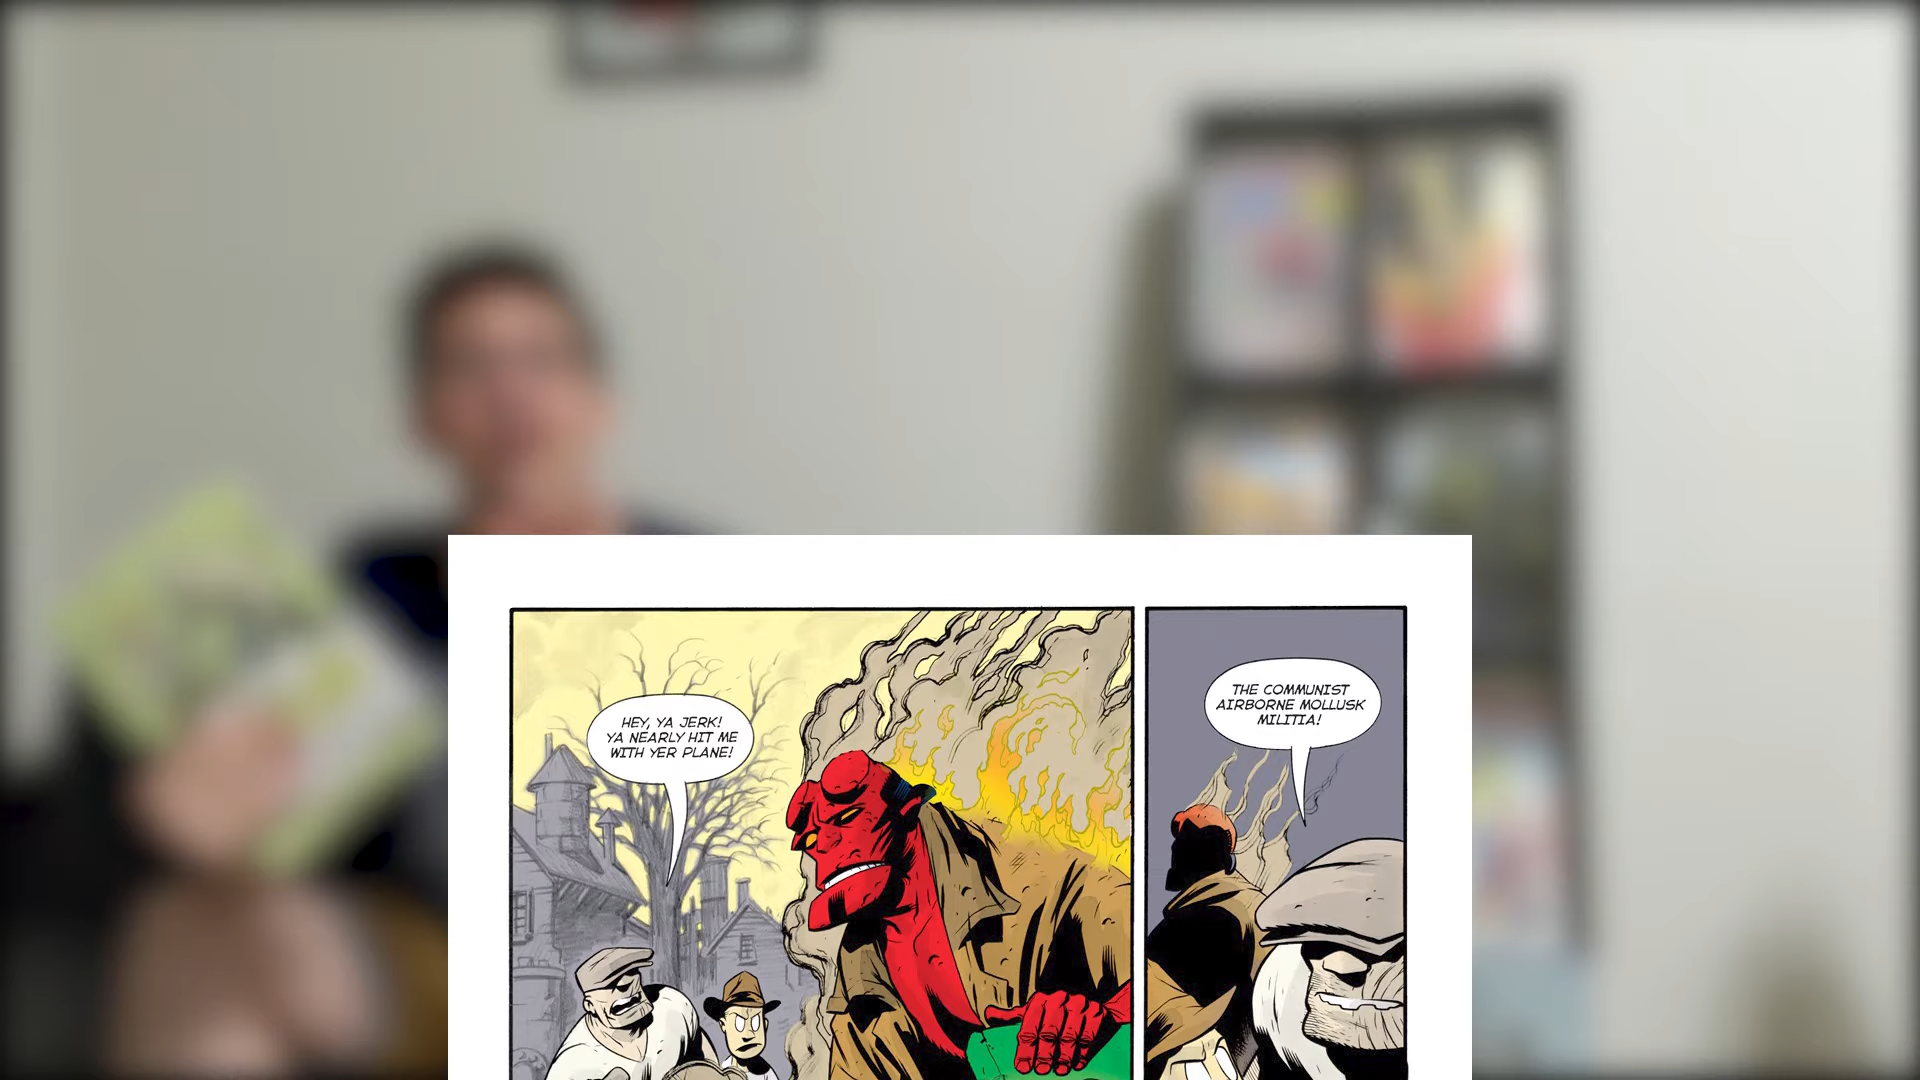 HEY, YA JERK!
YA NEARLY HIT ME
WITH YER PLANE!
THE COMMUNIST
AIRBORNE MOLLUSK
MILITIA!